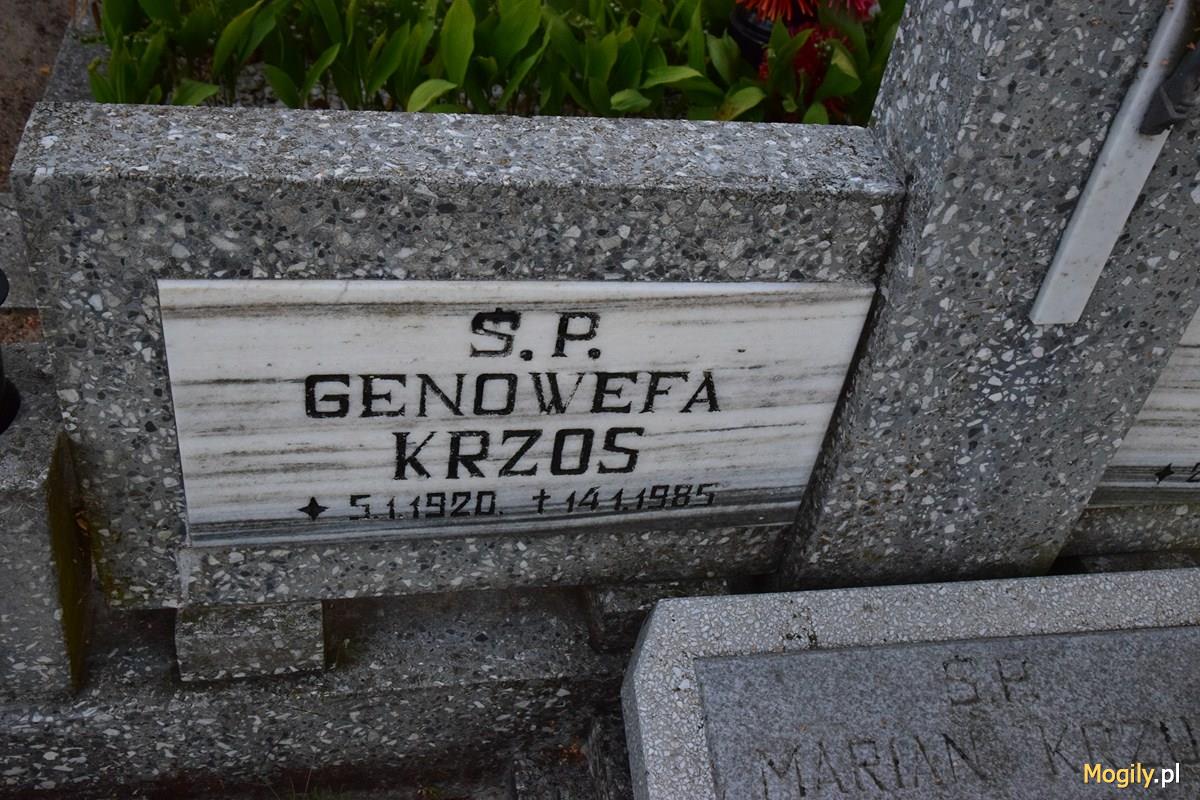 Ś.P.
GENOWEFA
KRZOS
✦ 5.1.1920. ✝ 14.1.1985
Ś.P.
MARIAN
Mogily.pl